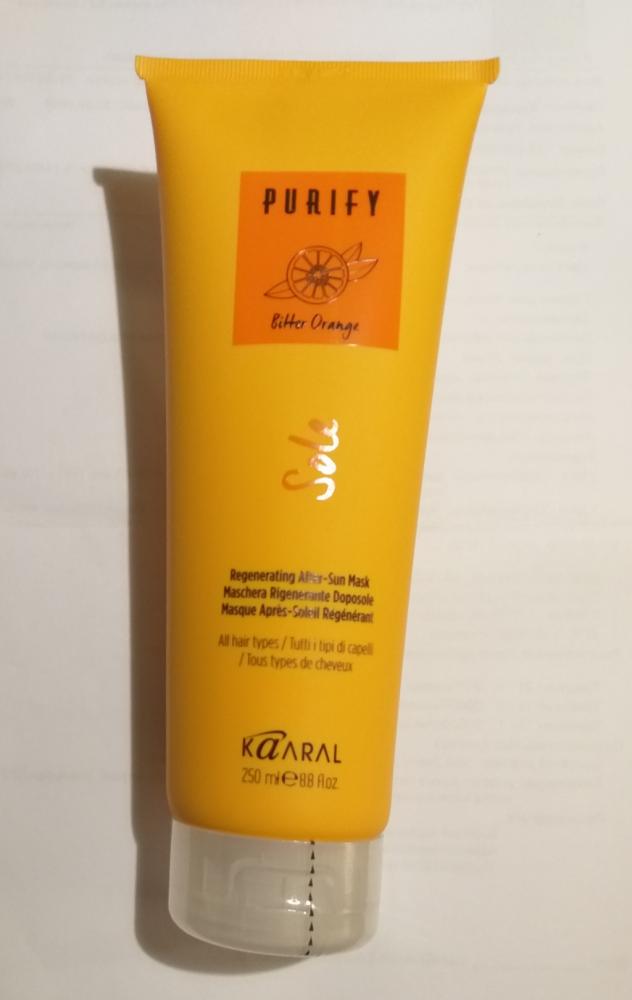 PURIFY
Bitter Orange
Sole
Regenerating After-Sun Mask
Maschera Rigenerante Doposole
Masque Après-Soleil Régénérant
All hair types / Tutti i tipi di capelli
/ Tous types de cheveux
KAARAL
250 ml e 8.8 fl.oz.